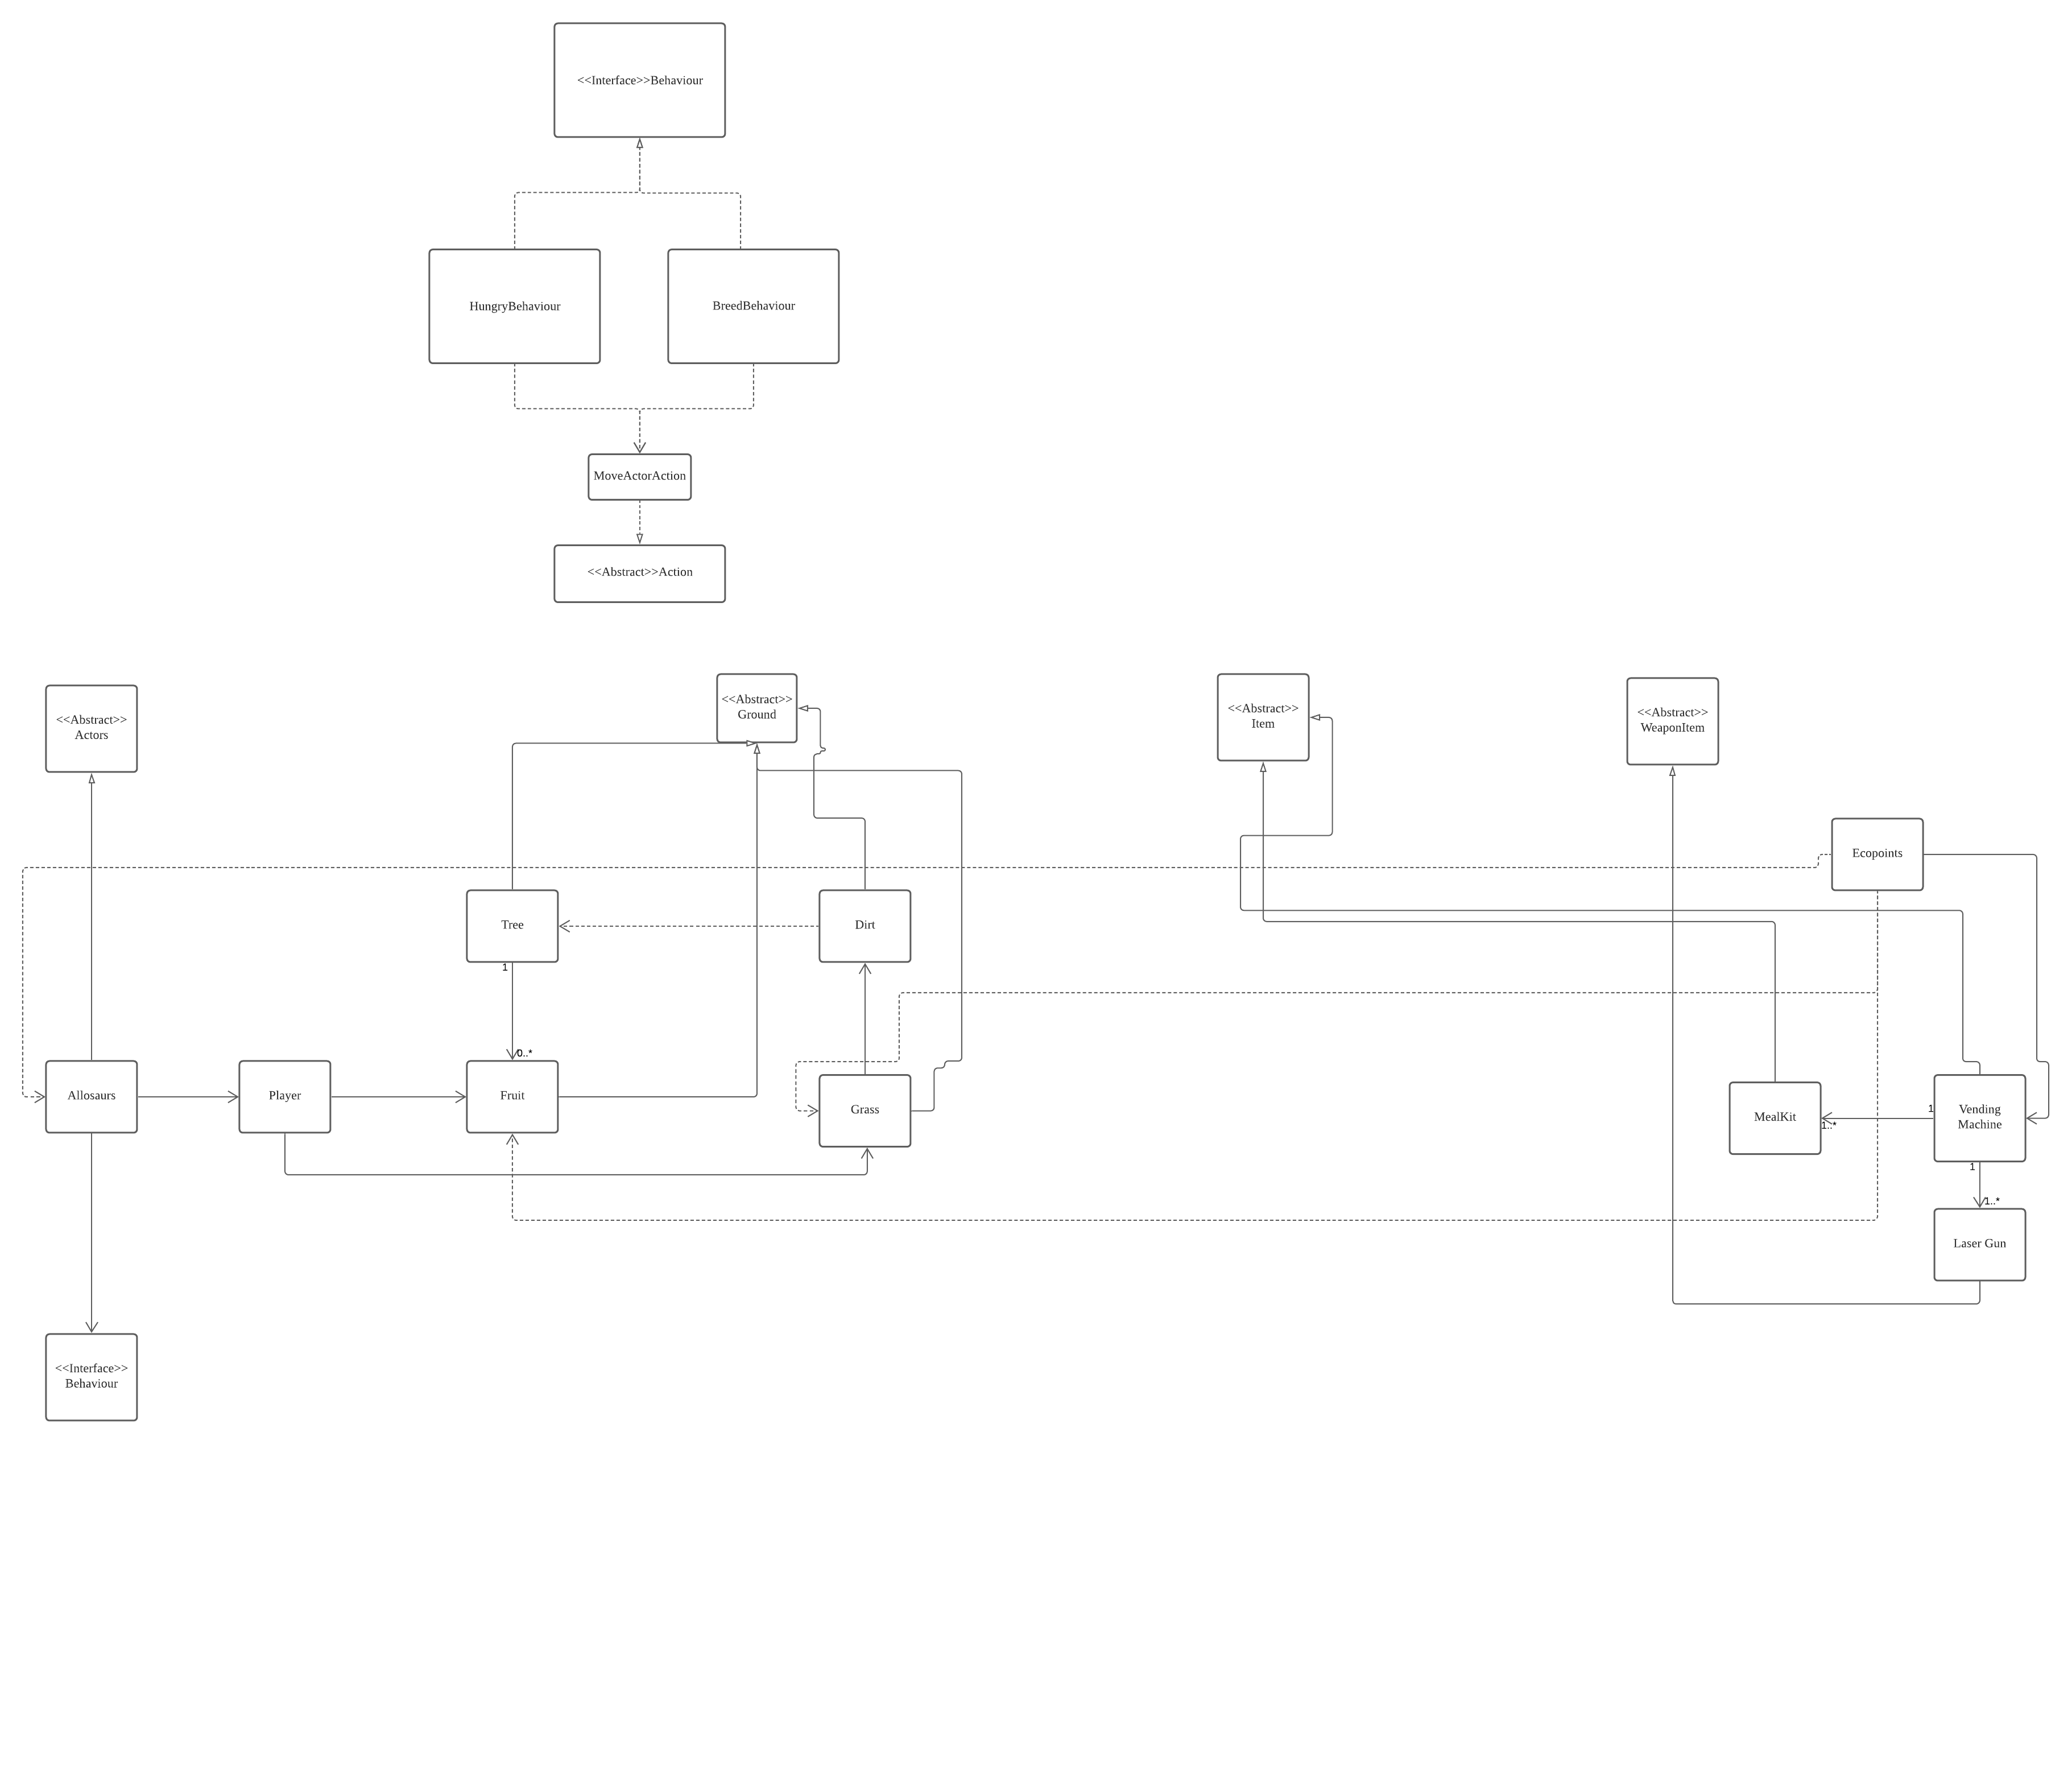 <<Interface>>Behaviour
HungryBehaviour
BreedBehaviour
MoveActorAction
<<Abstract>>Action
<<Abstract>>
Actors
<<Abstract>>
Ground
<<Abstract>>
Item
<<Abstract>>
WeaponItem
Ecopoints
Tree
Dirt
1
0..*
Allosaurs
Player
Fruit
Grass
MealKit
1
1..*
Vending
Machine
1
1..*
Laser Gun
<<Interface>>
Behaviour